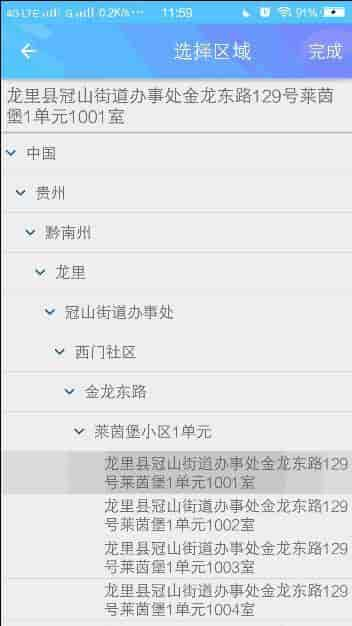 4G LTE 0.2K/s 11:59 91%
选择区域 完成
龙里县冠山街道办事处金龙东路129号莱茵
堡1单元1001室
中国
贵州
黔南州
龙里
冠山街道办事处
西门社区
金龙东路
莱茵堡小区1单元
龙里县冠山街道办事处金龙东路129
号莱茵堡1单元1001室
龙里县冠山街道办事处金龙东路129
号莱茵堡1单元1002室
龙里县冠山街道办事处金龙东路129
号莱茵堡1单元1003室
龙里县冠山街道办事处金龙东路129
号莱茵堡1单元1004室